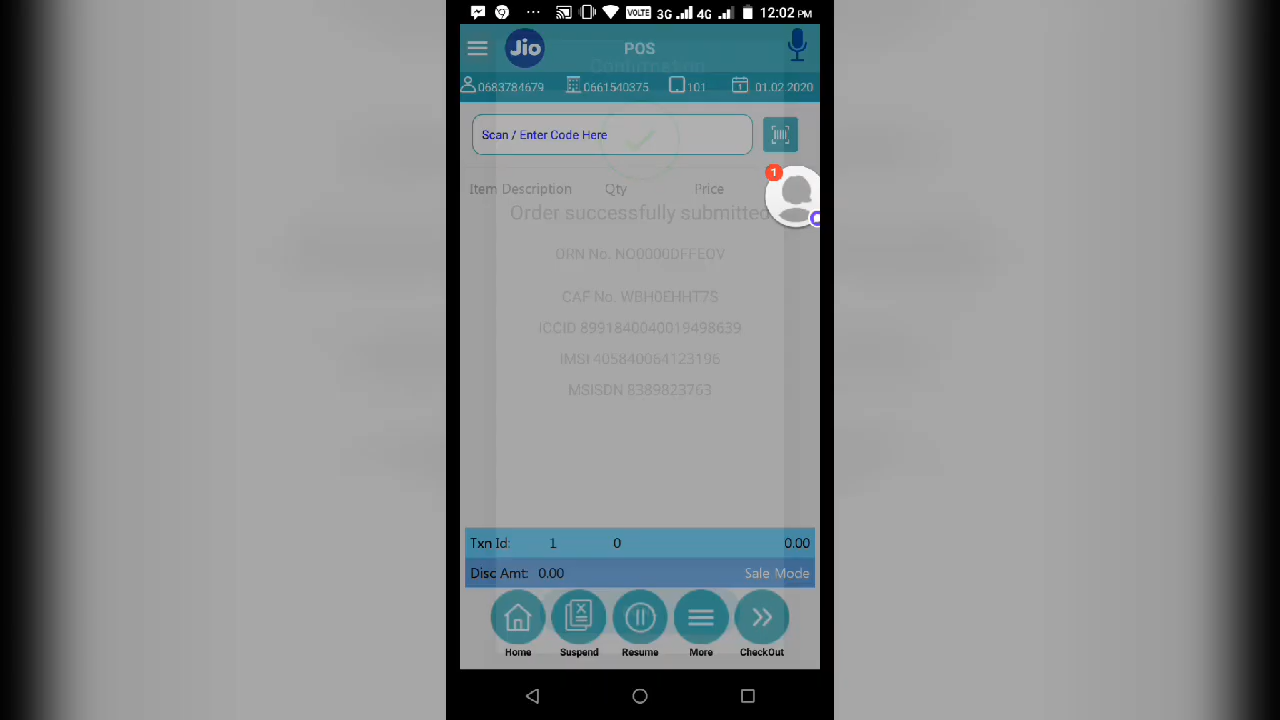 VOLTE 3G 4G 12:02 PM
Jio POS
Confirmation
0683784679 0661540375 101 01.02.2020
Scan / Enter Code Here
1
Item Description Qty Price
Order successfully submitted
ORN No. NO0000DFFEOV
CAF No. WBH0EHHT7S
ICCID 8991840040019498639
IMSI 405840064123196
MSISDN 8389823763
Txn Id: 1 0 0.00
Disc Amt: 0.00 Sale Mode
Home Suspend Resume More CheckOut